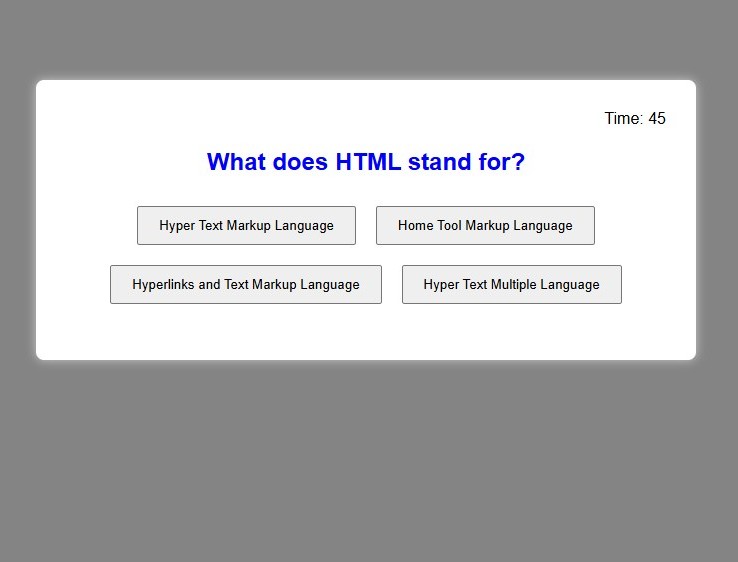 Time: 45
What does HTML stand for?
Hyper Text Markup Language
Home Tool Markup Language
Hyperlinks and Text Markup Language
Hyper Text Multiple Language